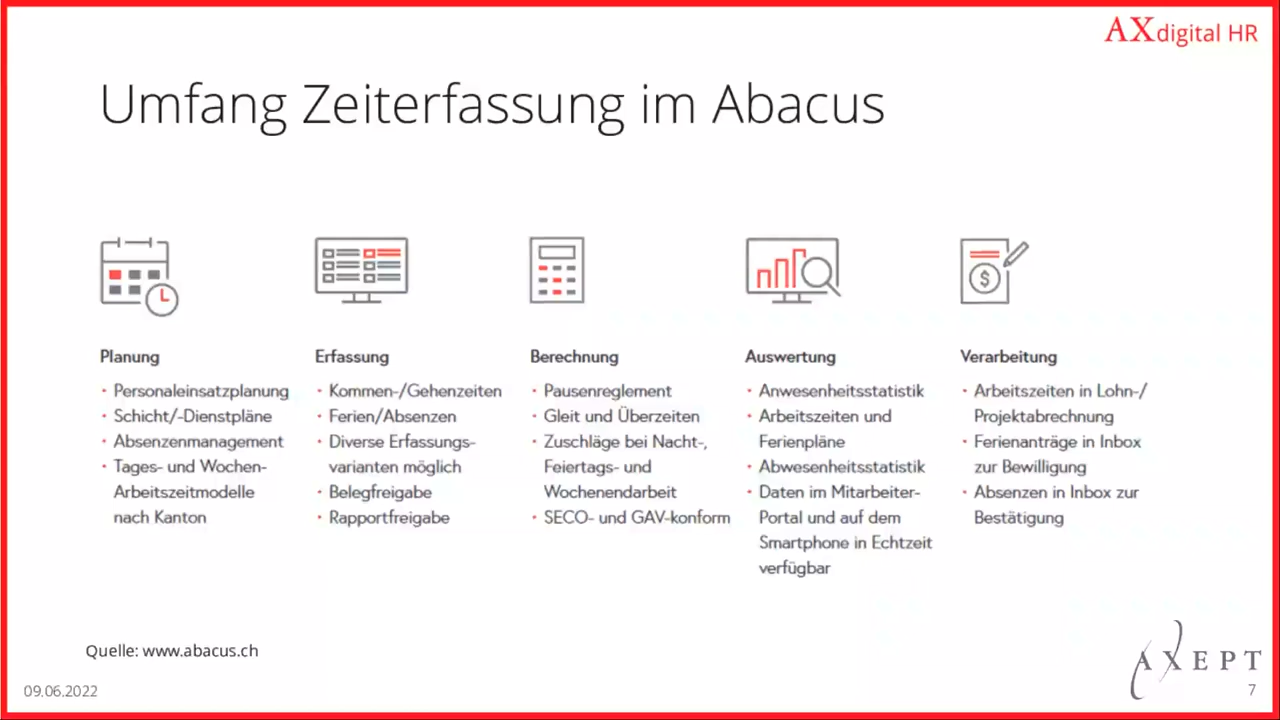 AXdigital HR
Umfang Zeiterfassung im Abacus
Planung
• Personaleinsatzplanung
• Schicht/-Dienstpläne
• Absenzenmanagement
• Tages- und Wochen-
Arbeitszeitmodelle
nach Kanton
Erfassung
• Kommen-/Gehenzeiten
• Ferien/Absenzen
• Diverse Erfassungs-
varianten möglich
• Belegfreigabe
• Rapportfreigabe
Berechnung
• Pausenreglement
• Gleit und Überzeiten
• Zuschläge bei Nacht-,
Feiertags- und
Wochenendarbeit
• SECO- und GAV-konform
Auswertung
• Anwesenheitsstatistik
• Arbeitszeiten und
Ferienpläne
• Abwesenheitsstatistik
• Daten im Mitarbeiter-
Portal und auf dem
Smartphone in Echtzeit
verfügbar
$
Verarbeitung
• Arbeitszeiten in Lohn-/
Projektabrechnung
• Ferienanträge in Inbox
zur Bewilligung
• Absenzen in Inbox zur
Bestätigung
Quelle: www.abacus.ch
AXEPT
09.06.2022
7